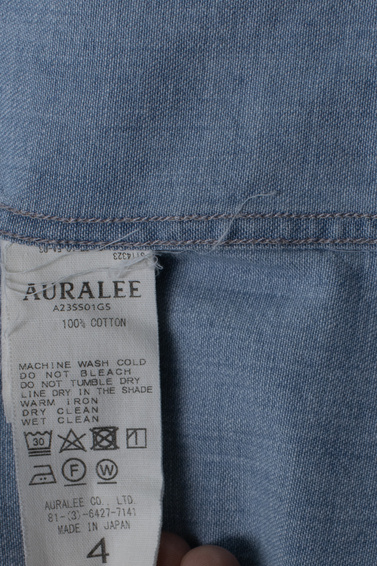 AURALEE
A23SS01GS
100% COTTON
MACHINE WASH COLD
DO NOT BLEACH
DO NOT TUMBLE DRY
LINE DRY IN THE SHADE
WARM IRON
DRY CLEAN
WET CLEAN
30
F W
AURALEE CO., LTD.
81-(3)-6427-7141
MADE IN JAPAN
4